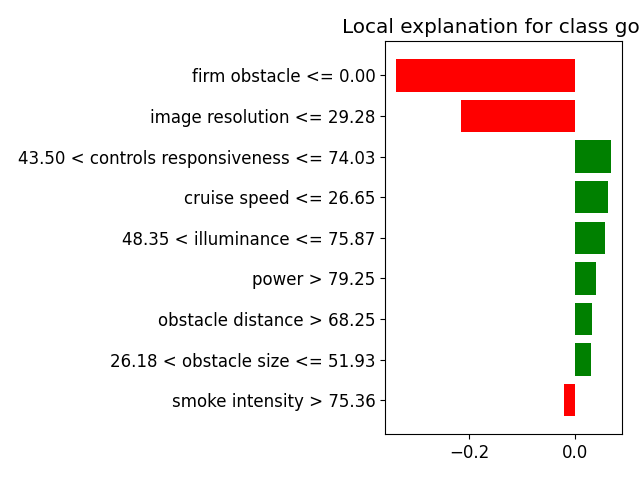 Local explanation for class go
firm obstacle <= 0.00
image resolution <= 29.28
43.50 < controls responsiveness <= 74.03
cruise speed <= 26.65
48.35 < illuminance <= 75.87
power > 79.25
obstacle distance > 68.25
26.18 < obstacle size <= 51.93
smoke intensity > 75.36
−0.2 0.0